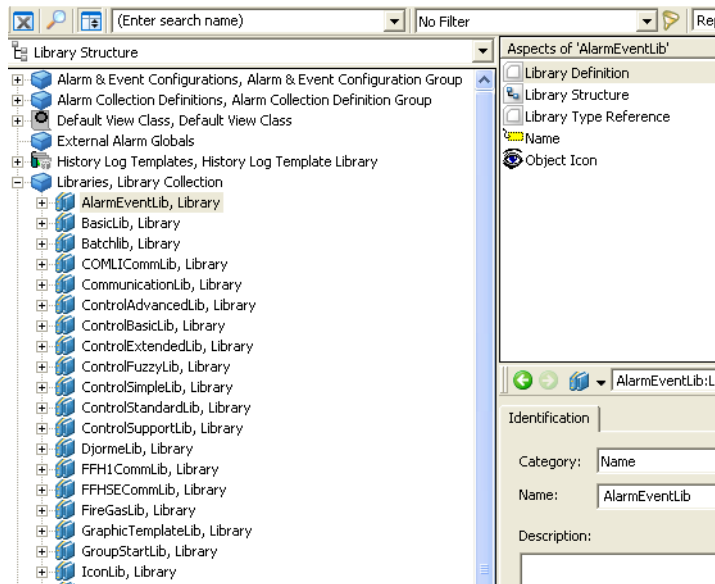 (Enter search name)
No Filter
Library Structure
Alarm & Event Configurations, Alarm & Event Configuration Group
Alarm Collection Definitions, Alarm Collection Definition Group
Default View Class, Default View Class
External Alarm Globals
History Log Templates, History Log Template Library
Libraries, Library Collection
AlarmEventLib, Library
BasicLib, Library
Batchlib, Library
COMLICommLib, Library
CommunicationLib, Library
ControlAdvancedLib, Library
ControlBasicLib, Library
ControlExtendedLib, Library
ControlFuzzyLib, Library
ControlSimpleLib, Library
ControlStandardLib, Library
ControlSupportLib, Library
DjormeLib, Library
FFH1CommLib, Library
FFHSECommLib, Library
FireGasLib, Library
GraphicTemplateLib, Library
GroupStartLib, Library
IconLib, Library
Aspects of 'AlarmEventLib'
Library Definition
Library Structure
Library Type Reference
Name
Object Icon
AlarmEventLib:L
Identification
Category: Name
Name: AlarmEventLib
Description: